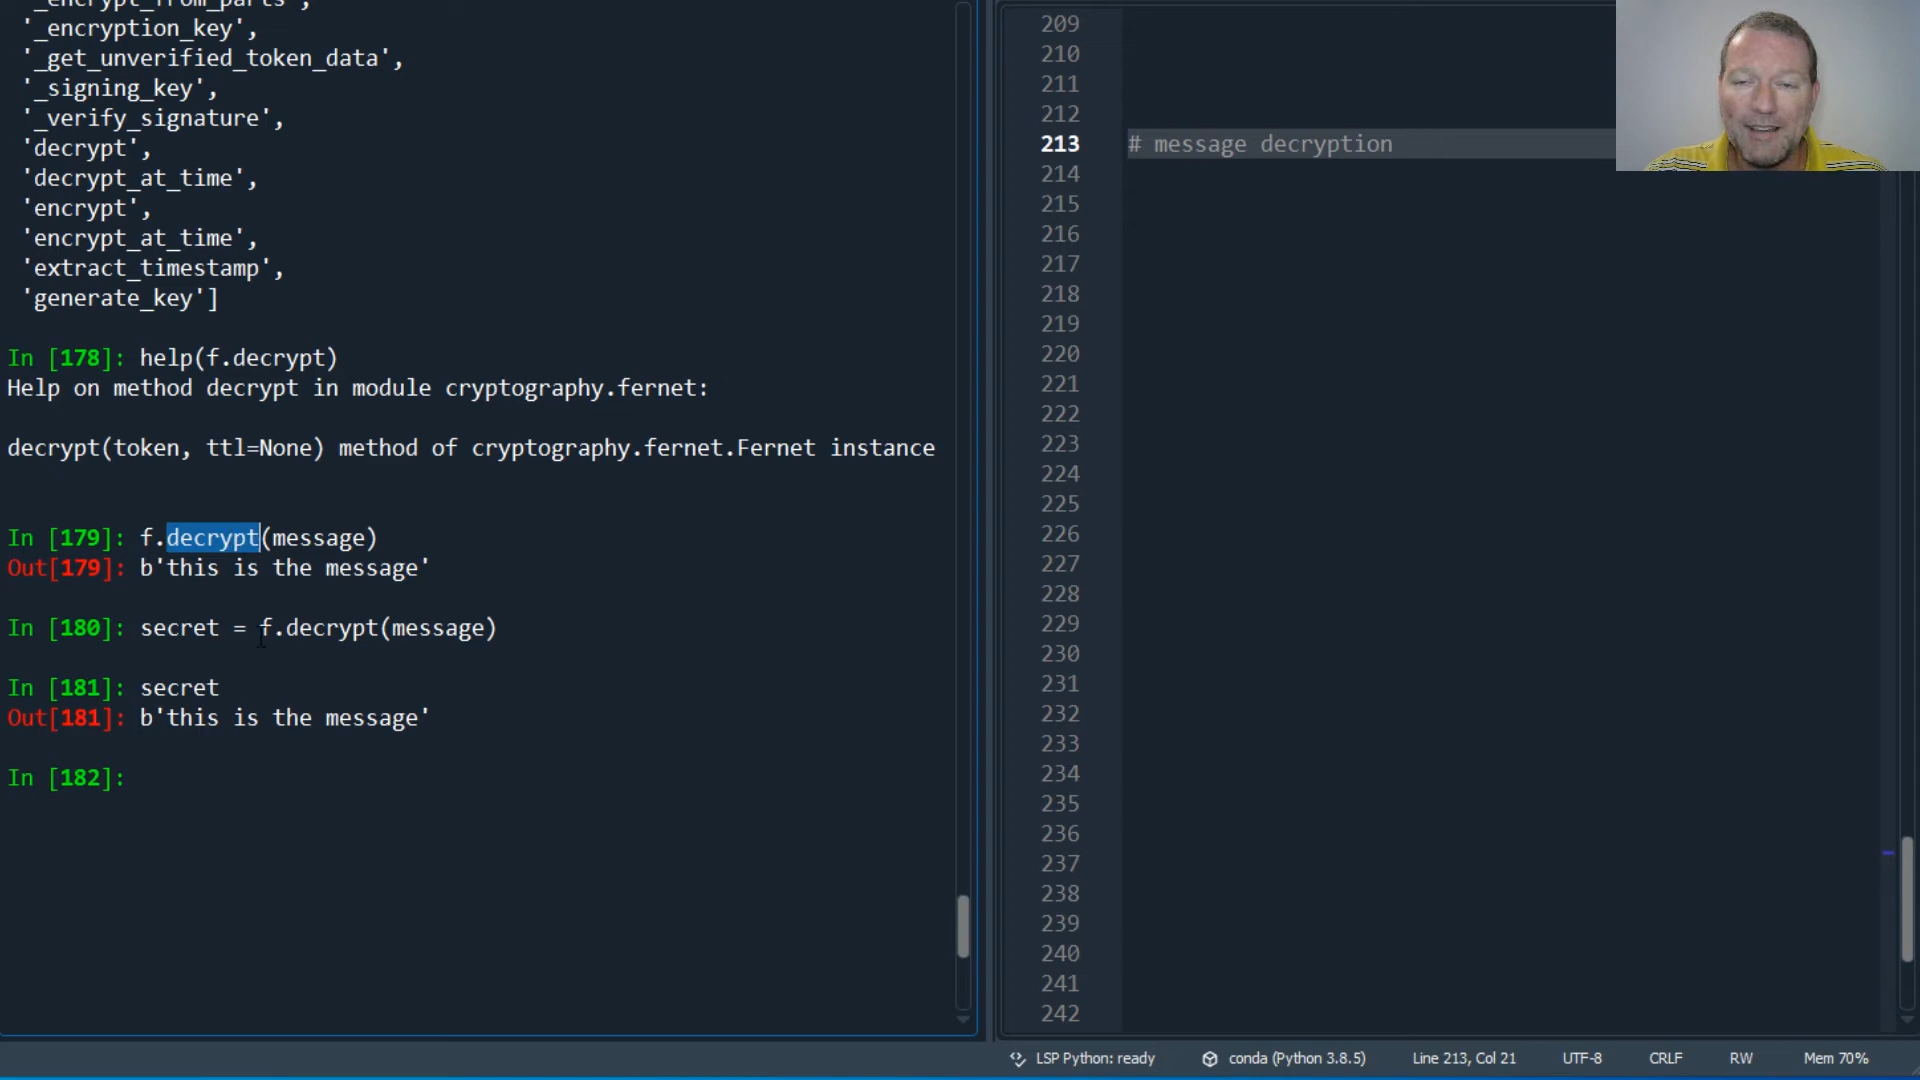 '_encrypt_from_parts',
'_encryption_key',
'_get_unverified_token_data',
'_signing_key',
'_verify_signature',
'decrypt',
'decrypt_at_time',
'encrypt',
'encrypt_at_time',
'extract_timestamp',
'generate_key']
In [178]: help(f.decrypt)
Help on method decrypt in module cryptography.fernet:
decrypt(token, ttl=None) method of cryptography.fernet.Fernet instance
In [179]: f.decrypt(message)
Out[179]: b'this is the message'
In [180]: secret = f.decrypt(message)
In [181]: secret
Out[181]: b'this is the message'
In [182]:
209
210
211
212
213 # message decryption
214
215
216
217
218
219
220
221
222
223
224
225
226
227
228
229
230
231
232
233
234
235
236
237
238
239
240
241
242
LSP Python: ready conda (Python 3.8.5) Line 213, Col 21 UTF-8 CRLF RW Mem 70%